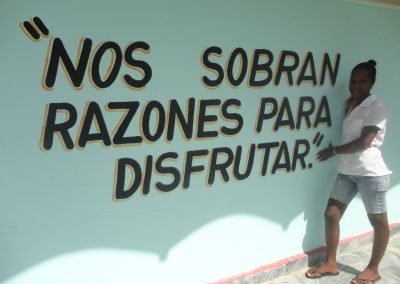 “NOS SOBRAN
RAZONES PARA
DISFRUTAR.”